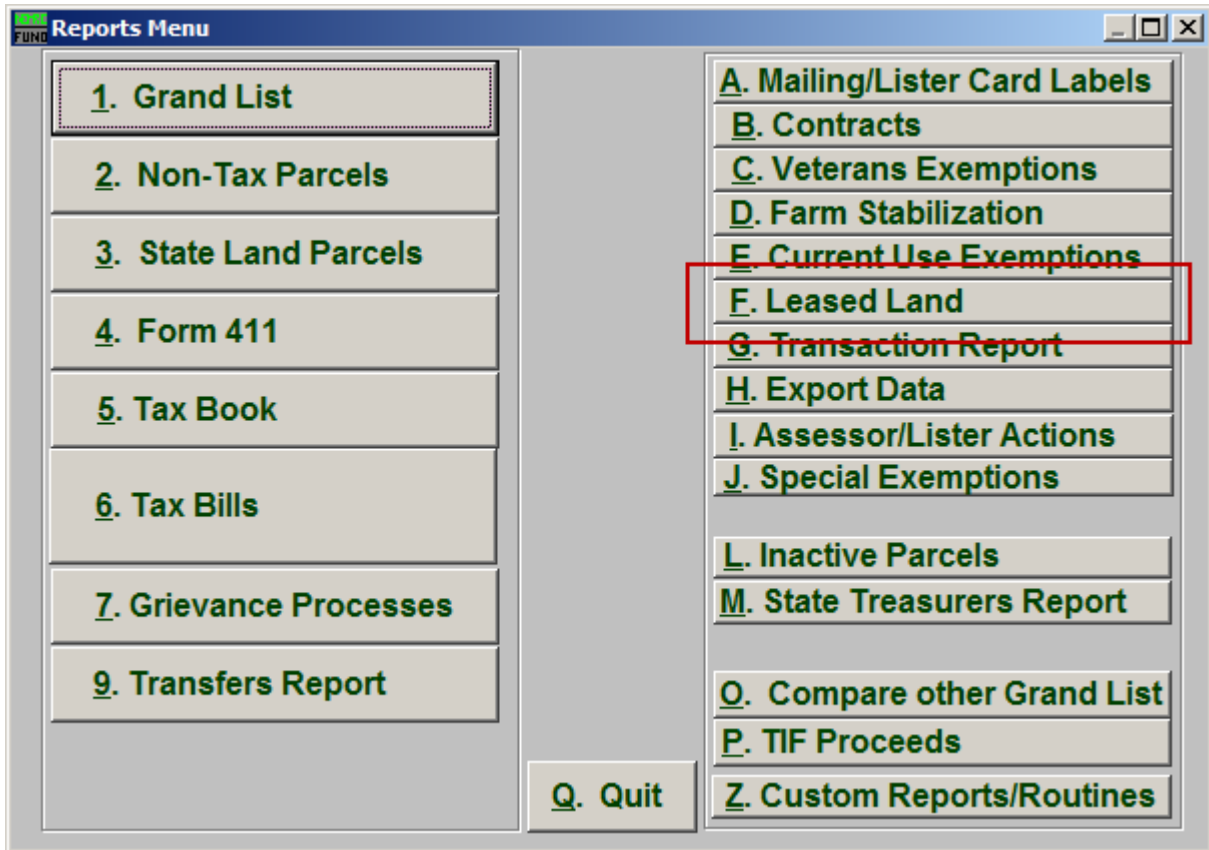 NEMRC
FUND
Reports Menu
1. Grand List
2. Non-Tax Parcels
3. State Land Parcels
4. Form 411
5. Tax Book
6. Tax Bills
7. Grievance Processes
9. Transfers Report
Q. Quit
A. Mailing/Lister Card Labels
B. Contracts
C. Veterans Exemptions
D. Farm Stabilization
E. Current Use Exemptions
F. Leased Land
G. Transaction Report
H. Export Data
I. Assessor/Lister Actions
J. Special Exemptions
L. Inactive Parcels
M. State Treasurers Report
O. Compare other Grand List
P. TIF Proceeds
Z. Custom Reports/Routines